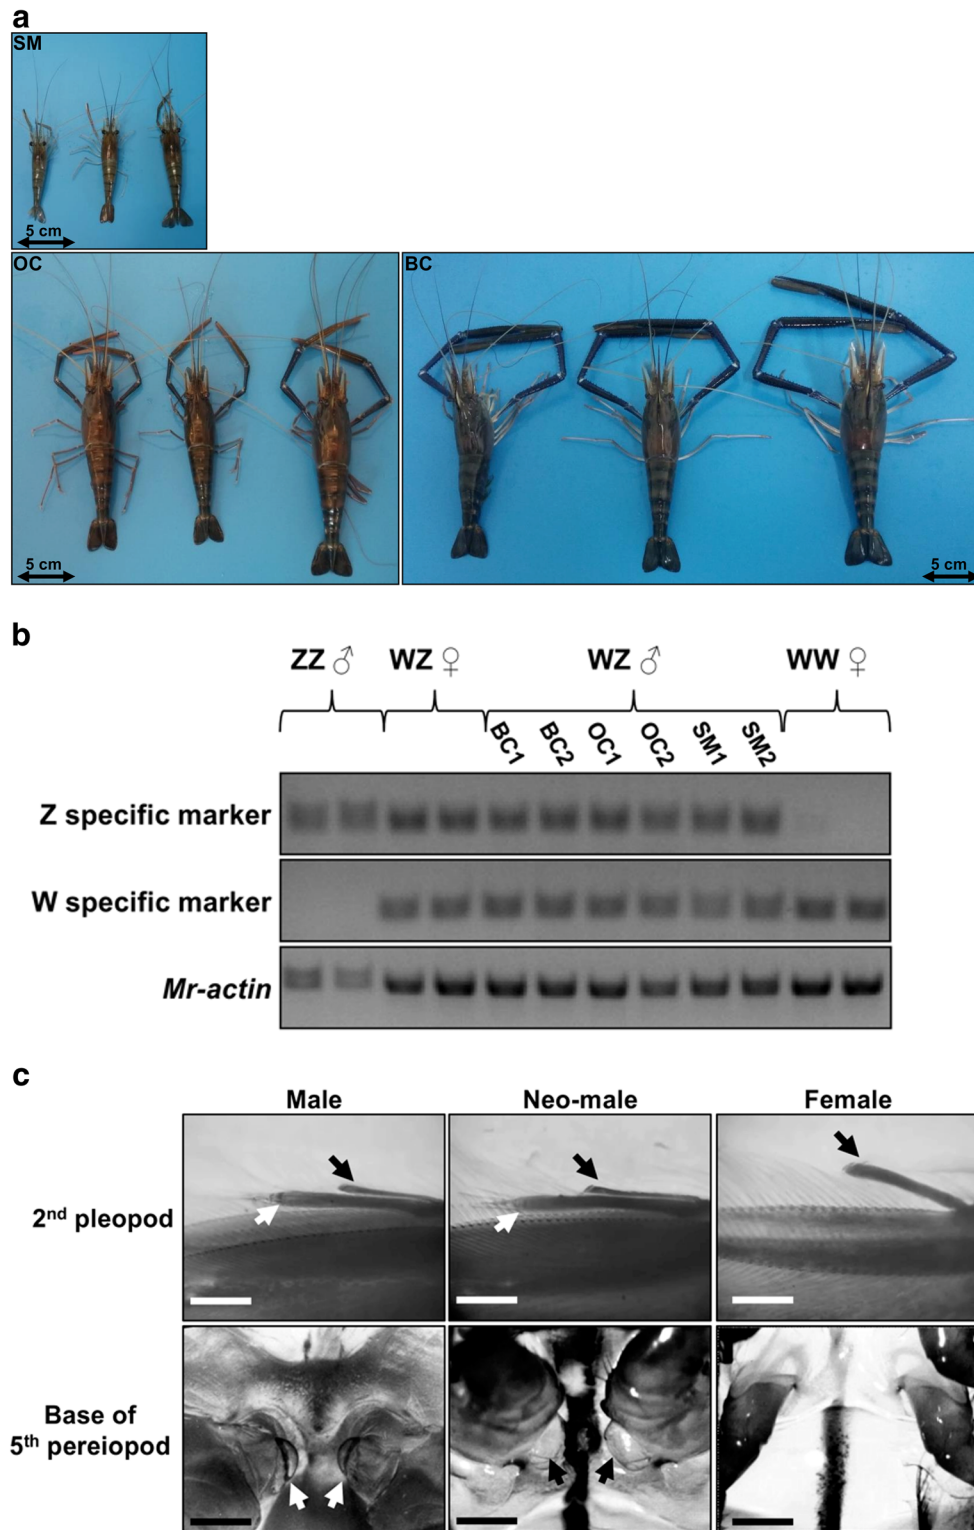 a
SM
5 cm
OC
5 cm
BC
5 cm
b
ZZ ♂ WZ ♀ WZ ♂ WW ♀
BC1 BC2 OC1 OC2 SM1 SM2
Z specific marker
W specific marker
Mr-actin
c
Male Neo-male Female
2nd pleopod
Base of
5th pereiopod